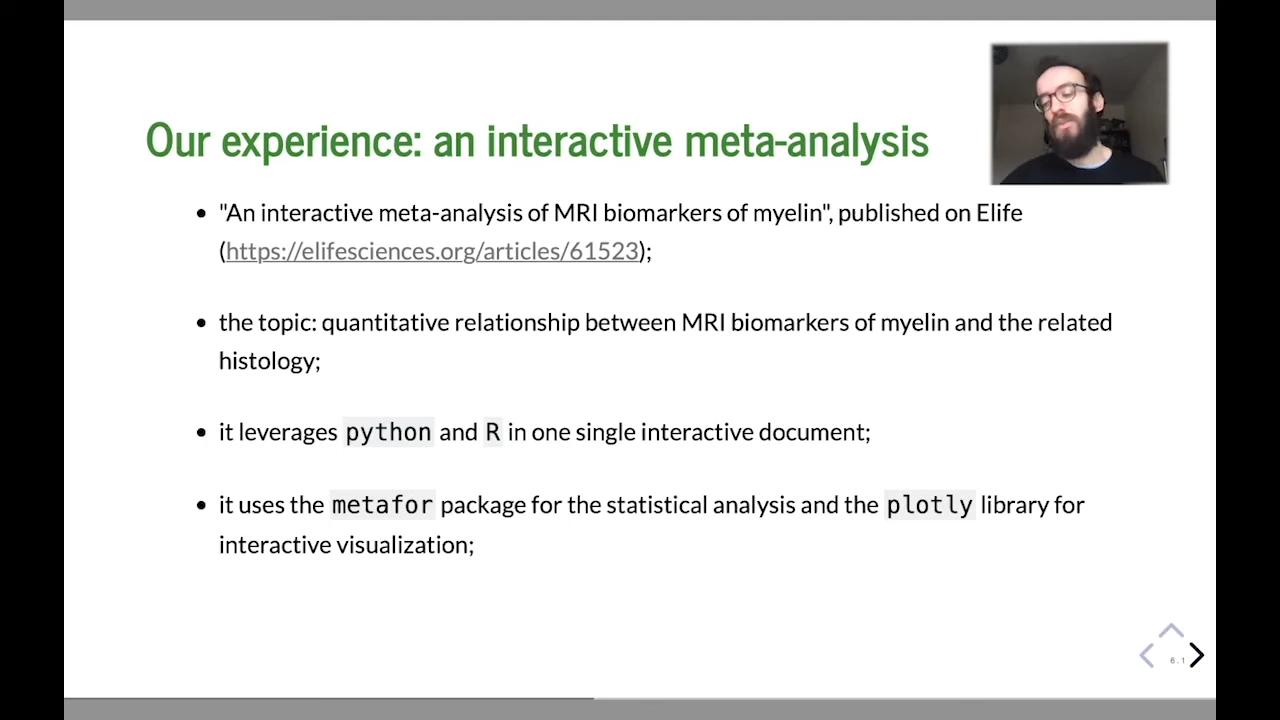 Our experience: an interactive meta-analysis
• "An interactive meta-analysis of MRI biomarkers of myelin", published on Elife
(https://elifesciences.org/articles/61523);
• the topic: quantitative relationship between MRI biomarkers of myelin and the related
histology;
• it leverages python and R in one single interactive document;
• it uses the metafor package for the statistical analysis and the plotly library for
interactive visualization;
6.1